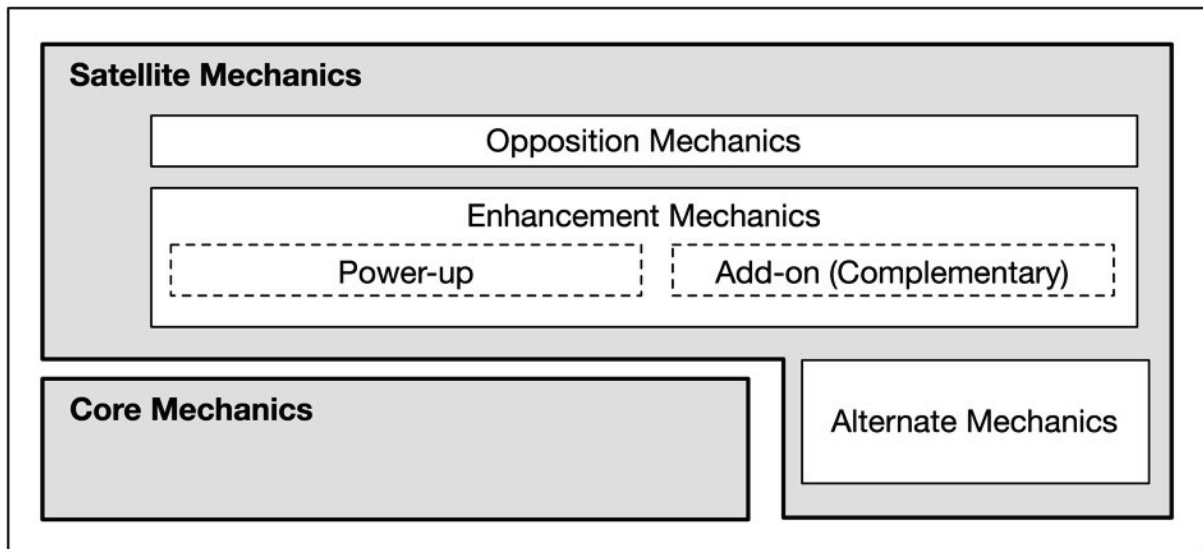 Satellite Mechanics
Opposition Mechanics
Enhancement Mechanics
Power-up
Add-on (Complementary)
Core Mechanics
Alternate Mechanics